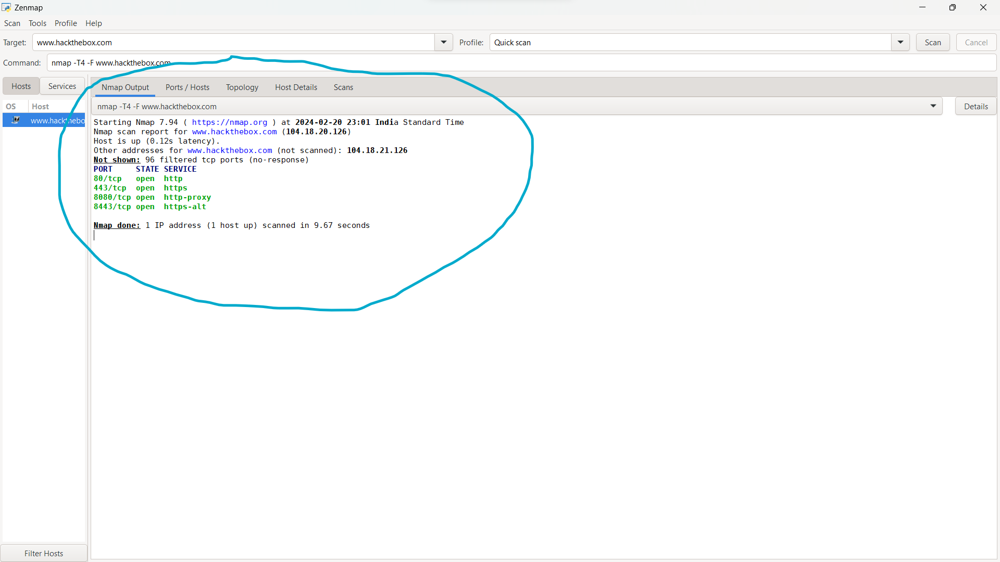 Zenmap
Scan Tools Profile Help
Target: www.hackthebox.com Profile: Quick scan Scan Cancel
Command: nmap -T4 -F www.hackthebox.com
Hosts Services Nmap Output Ports / Hosts Topology Host Details Scans
OS Host nmap -T4 -F www.hackthebox.com Details
www.hackthebo
Starting Nmap 7.94 ( https://nmap.org ) at 2024-02-20 23:01 India Standard Time
Nmap scan report for www.hackthebox.com (104.18.20.126)
Host is up (0.12s latency).
Other addresses for www.hackthebox.com (not scanned): 104.18.21.126
Not shown: 96 filtered tcp ports (no-response)
PORT STATE SERVICE
80/tcp open http
443/tcp open https
8080/tcp open http-proxy
8443/tcp open https-alt
Nmap done: 1 IP address (1 host up) scanned in 9.67 seconds
Filter Hosts